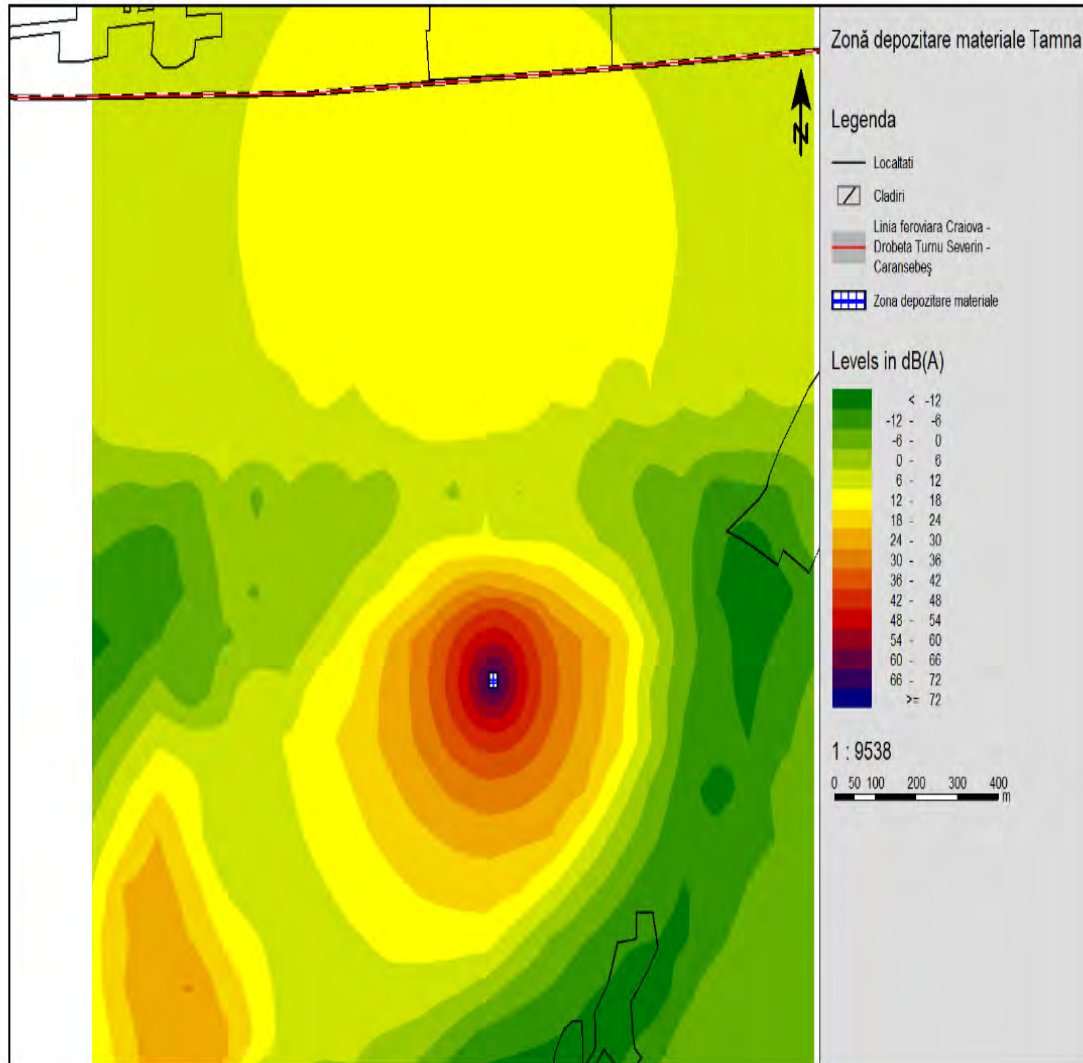 Zonă depozitare materiale Tamna
N
Legenda
Localtati
Cladiri
Linia feroviara Craiova -
Drobeta Turnu Severin -
Caransebeş
Zona depozitare materiale
Levels in dB(A)
< -12
-12 - -6
-6 - 0
0 - 6
6 - 12
12 - 18
18 - 24
24 - 30
30 - 36
36 - 42
42 - 48
48 - 54
54 - 60
60 - 66
66 - 72
>= 72
1 : 9538
0 50 100 200 300 400
m